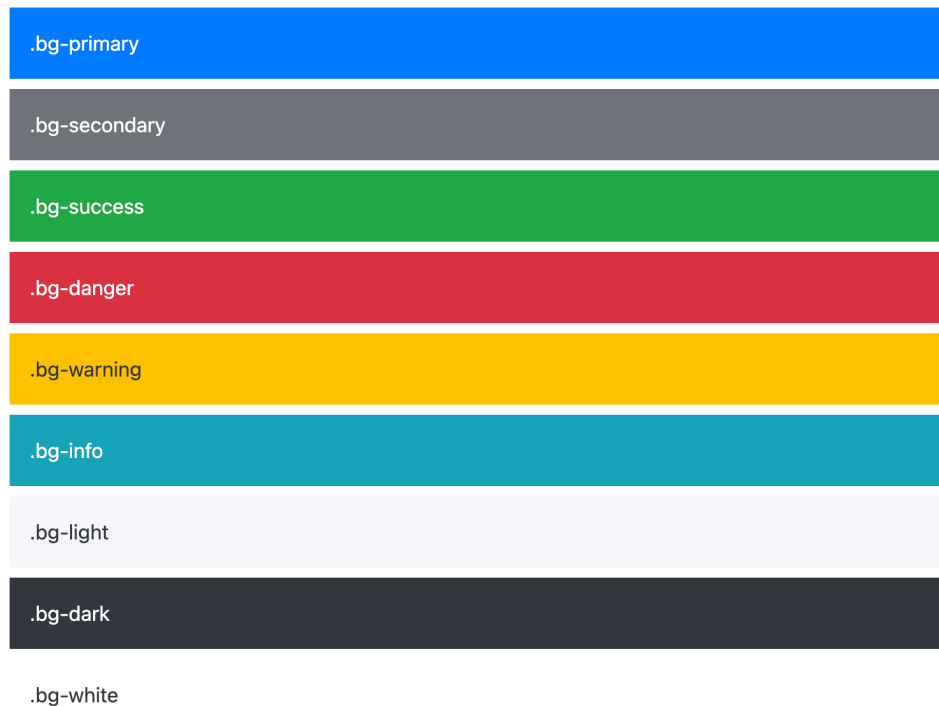 .bg-primary
.bg-secondary
.bg-success
.bg-danger
.bg-warning
.bg-info
.bg-light
.bg-dark
.bg-white